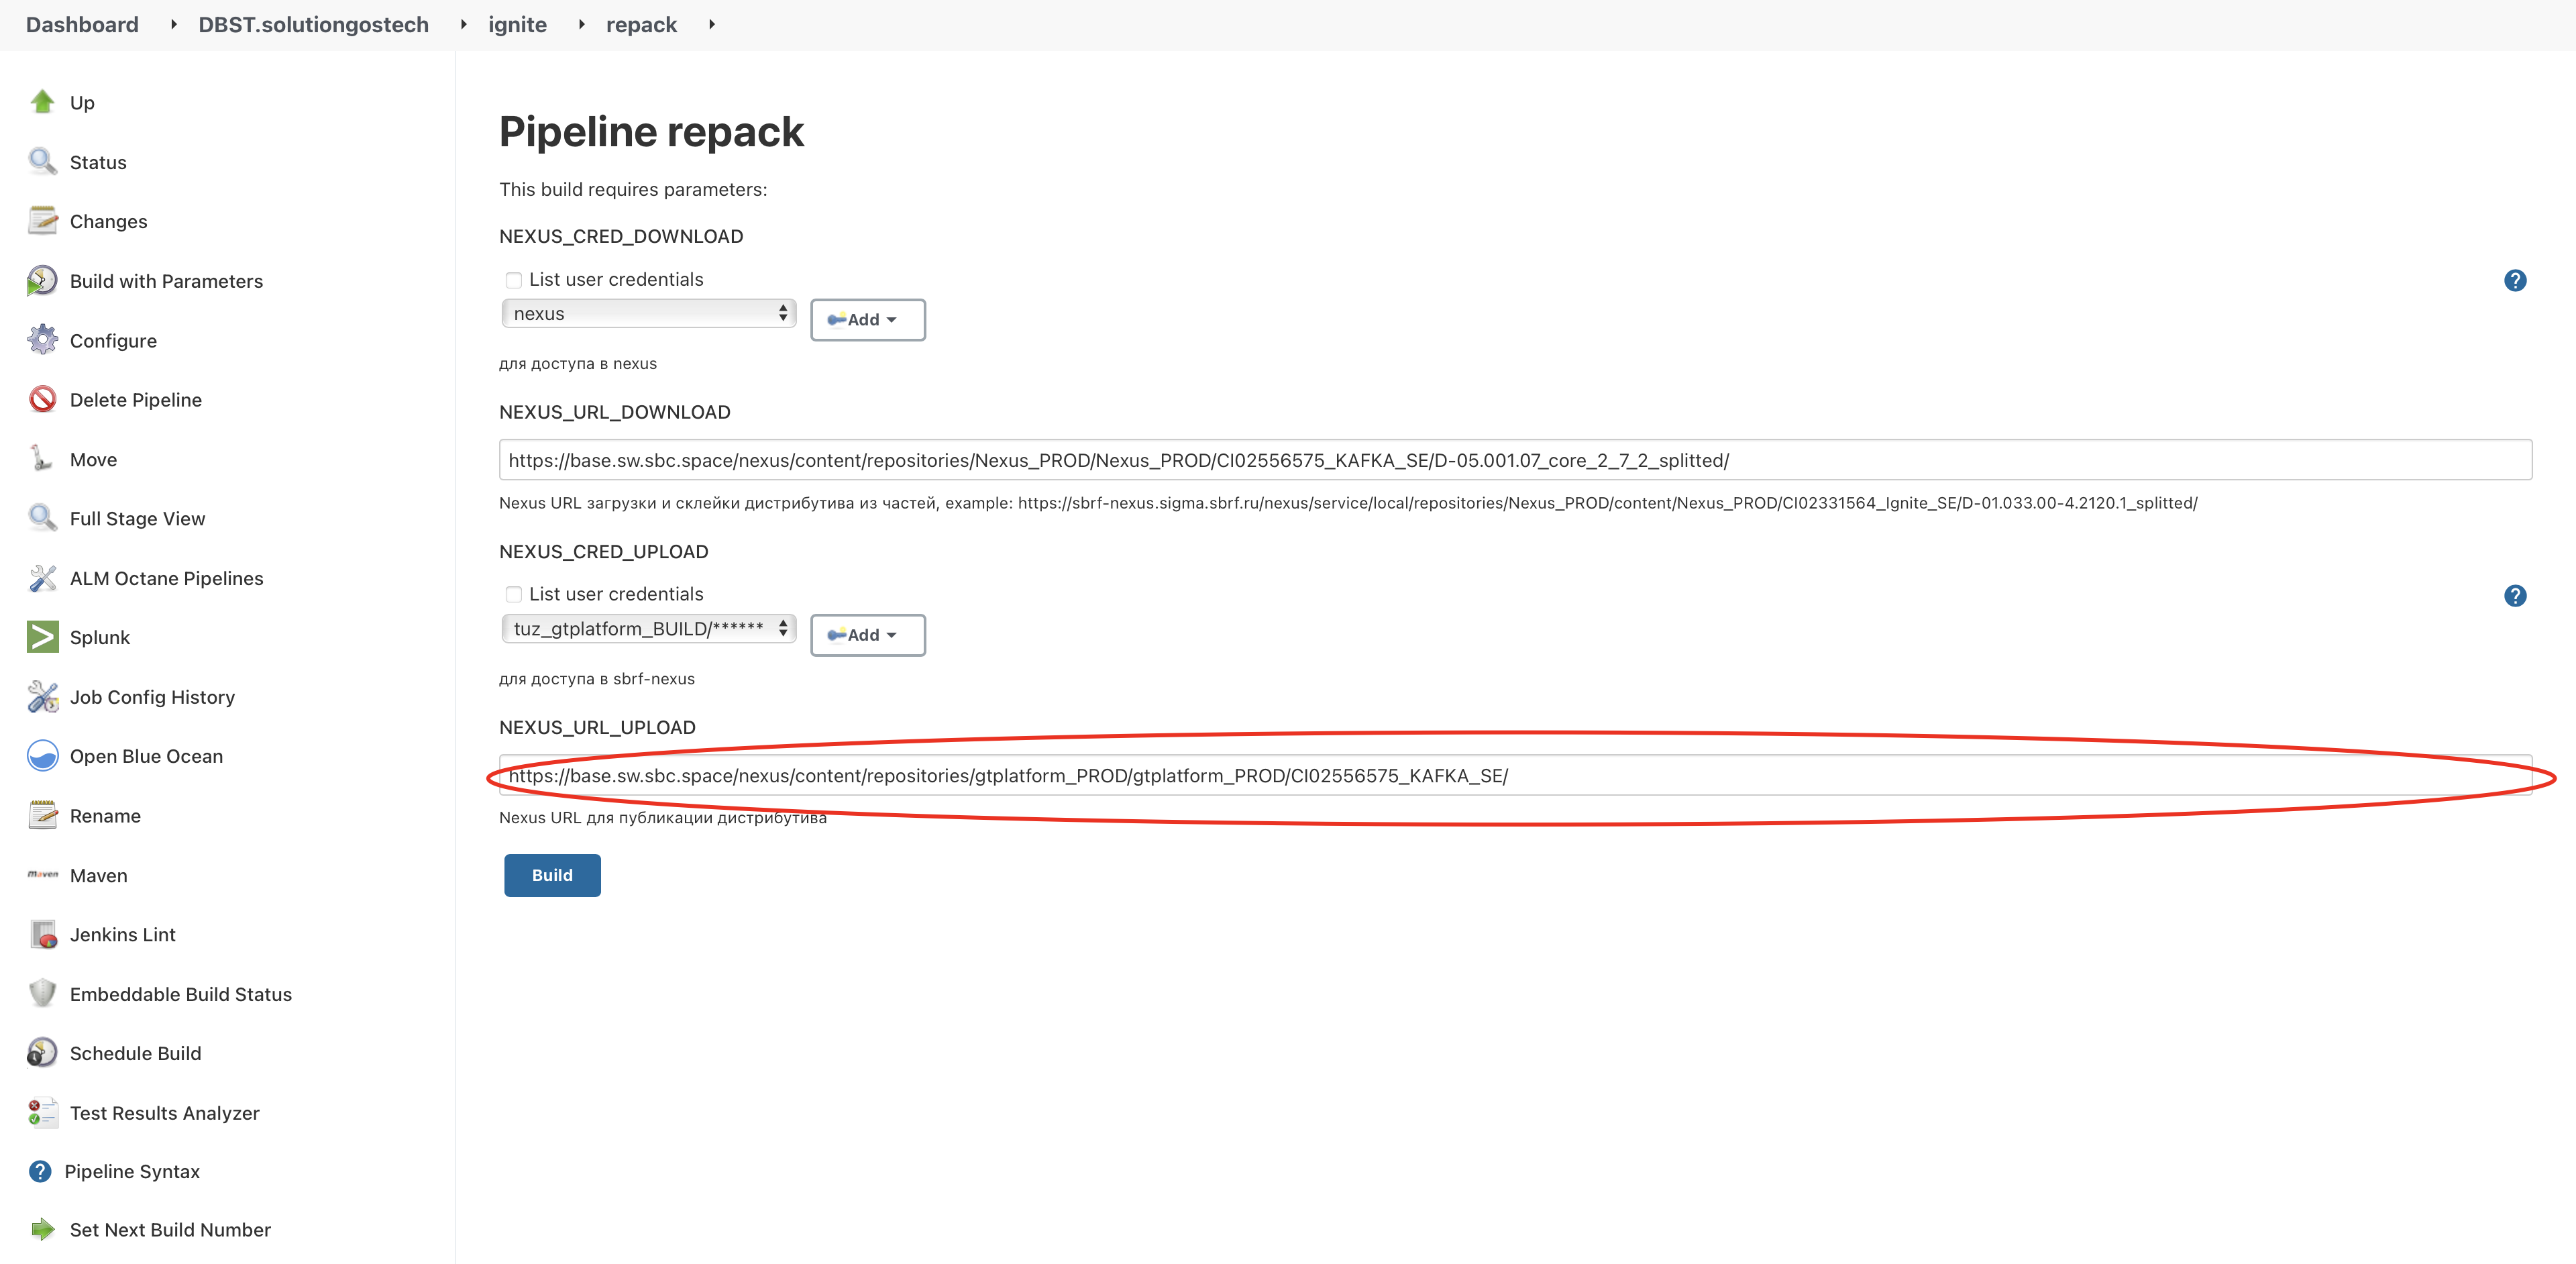 Dashboard DBST.solutiongostech ignite repack
Up
Status
Changes
Build with Parameters
Configure
Delete Pipeline
Move
Full Stage View
ALM Octane Pipelines
Splunk
Job Config History
Open Blue Ocean
Rename
Maven
Maven
Jenkins Lint
Embeddable Build Status
Schedule Build
Test Results Analyzer
? Pipeline Syntax
Set Next Build Number
Pipeline repack
This build requires parameters:
NEXUS_CRED_DOWNLOAD
List user credentials
?
nexus
Add
для доступа в nexus
NEXUS_URL_DOWNLOAD
https://base.sw.sbc.space/nexus/content/repositories/Nexus_PROD/Nexus_PROD/CI02556575_KAFKA_SE/D-05.001.07_core_2_7_2_splitted/
Nexus URL загрузки и склейки дистрибутива из частей, example: https://sbrf-nexus.sigma.sbrf.ru/nexus/service/local/repositories/Nexus_PROD/content/Nexus_PROD/CI02331564_Ignite_SE/D-01.033.00-4.2120.1_splitted/
NEXUS_CRED_UPLOAD
List user credentials
?
tuz_gtplatform_BUILD/******
Add
для доступа в sbrf-nexus
NEXUS_URL_UPLOAD
https://base.sw.sbc.space/nexus/content/repositories/gtplatform_PROD/gtplatform_PROD/CI02556575_KAFKA_SE/
Nexus URL для публикации дистрибутива
Build